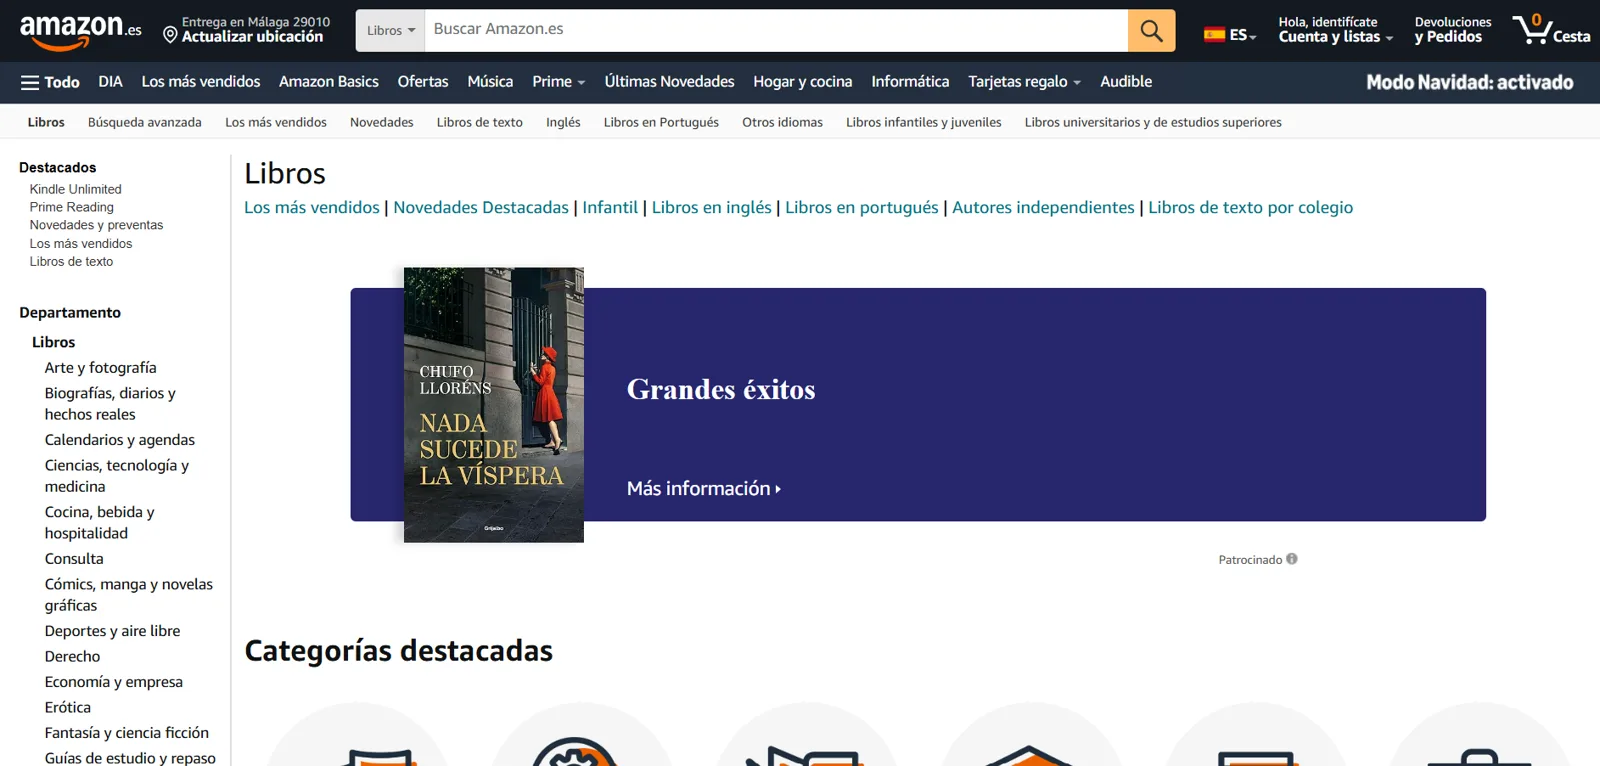 amazon.es
Entrega en Málaga 29010
Actualizar ubicación
Libros
Buscar Amazon.es
ES
Hola, identifícate
Cuenta y listas
Devoluciones
y Pedidos
0
Cesta
Todo
DIA
Los más vendidos
Amazon Basics
Ofertas
Música
Prime
Últimas Novedades
Hogar y cocina
Informática
Tarjetas regalo
Audible
Modo Navidad: activado
Libros
Búsqueda avanzada
Los más vendidos
Novedades
Libros de texto
Inglés
Libros en Portugués
Otros idiomas
Libros infantiles y juveniles
Libros universitarios y de estudios superiores
Destacados
Kindle Unlimited
Prime Reading
Novedades y preventas
Los más vendidos
Libros de texto
Departamento
Libros
Arte y fotografía
Biografías, diarios y
hechos reales
Calendarios y agendas
Ciencias, tecnología y
medicina
Cocina, bebida y
hospitalidad
Consulta
Cómics, manga y novelas
gráficas
Deportes y aire libre
Derecho
Economía y empresa
Erótica
Fantasía y ciencia ficción
Guías de estudio y repaso
Libros
Los más vendidos | Novedades Destacadas | Infantil | Libros en inglés | Libros en portugués | Autores independientes | Libros de texto por colegio
CHUFO
LLORÉNS
NADA
SUCEDE
LA VÍSPERA
Grijalbo
Grandes éxitos
Más información
Patrocinado
Categorías destacadas